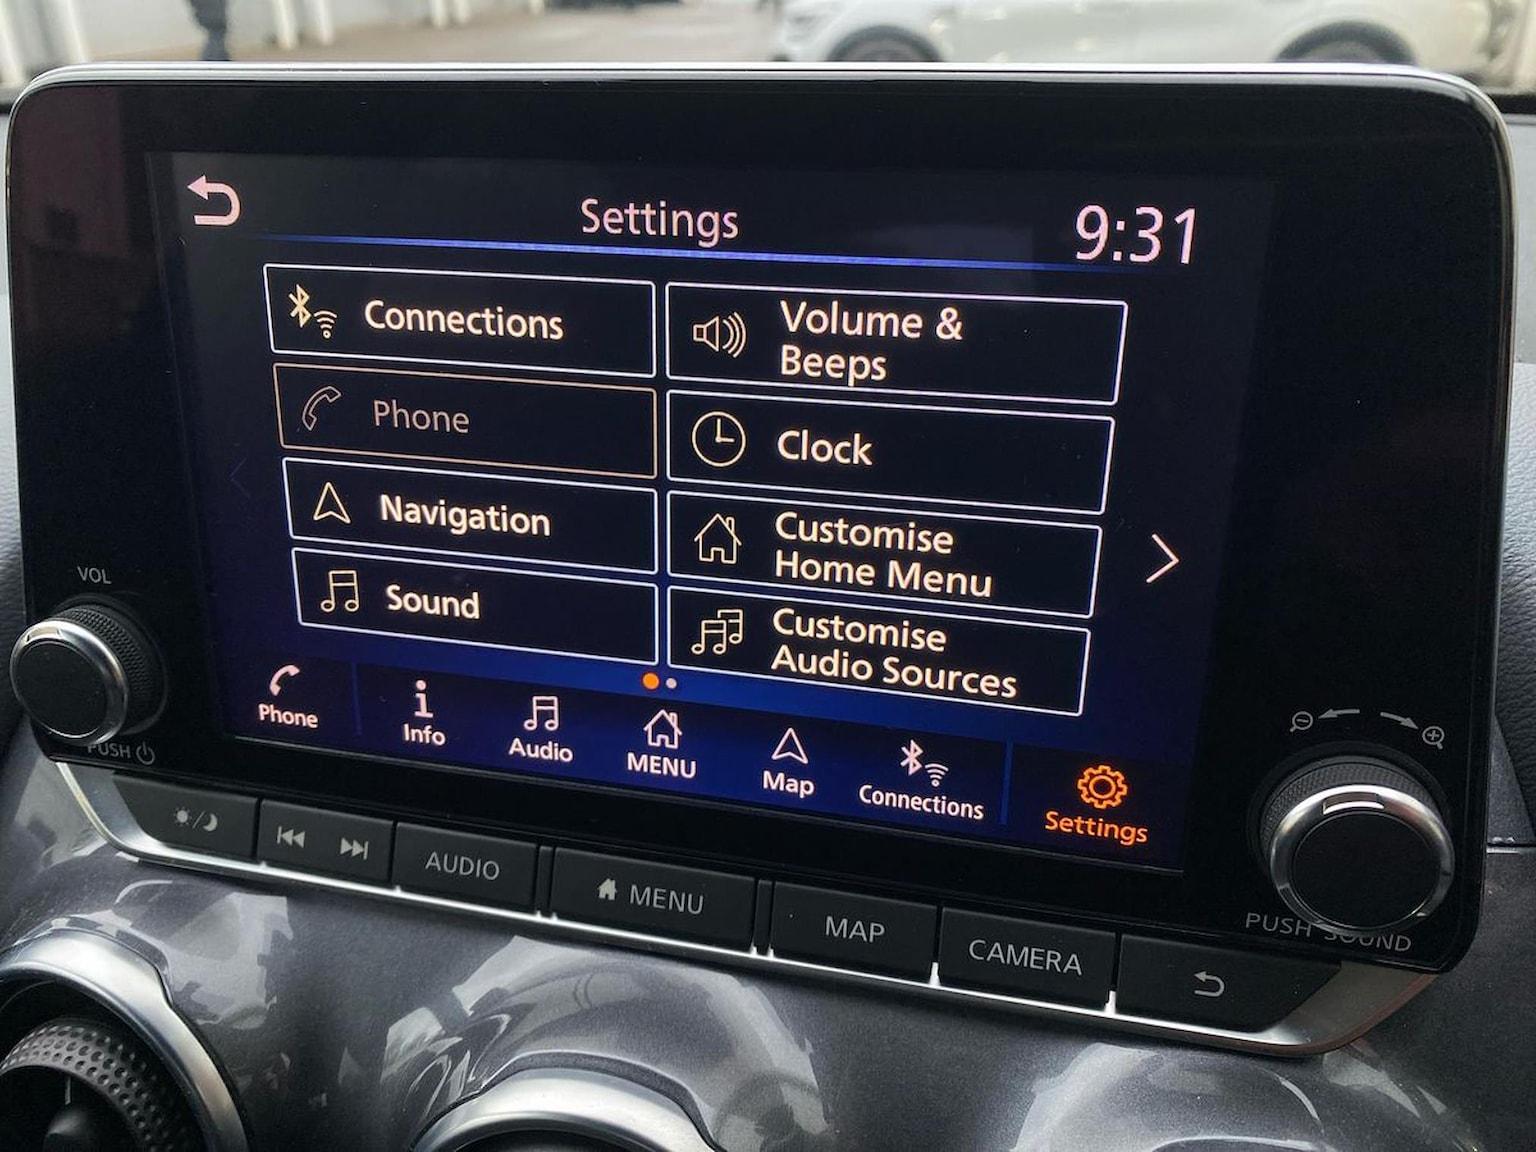 Settings
9:31
Connections
Volume &
Beeps
Phone
Clock
Navigation
Customise
Home Menu
Sound
Customise
Audio Sources
Phone
Info
Audio
MENU
Map
Connections
Settings
VOL
PUSH
AUDIO
MENU
MAP
CAMERA
PUSH SOUND